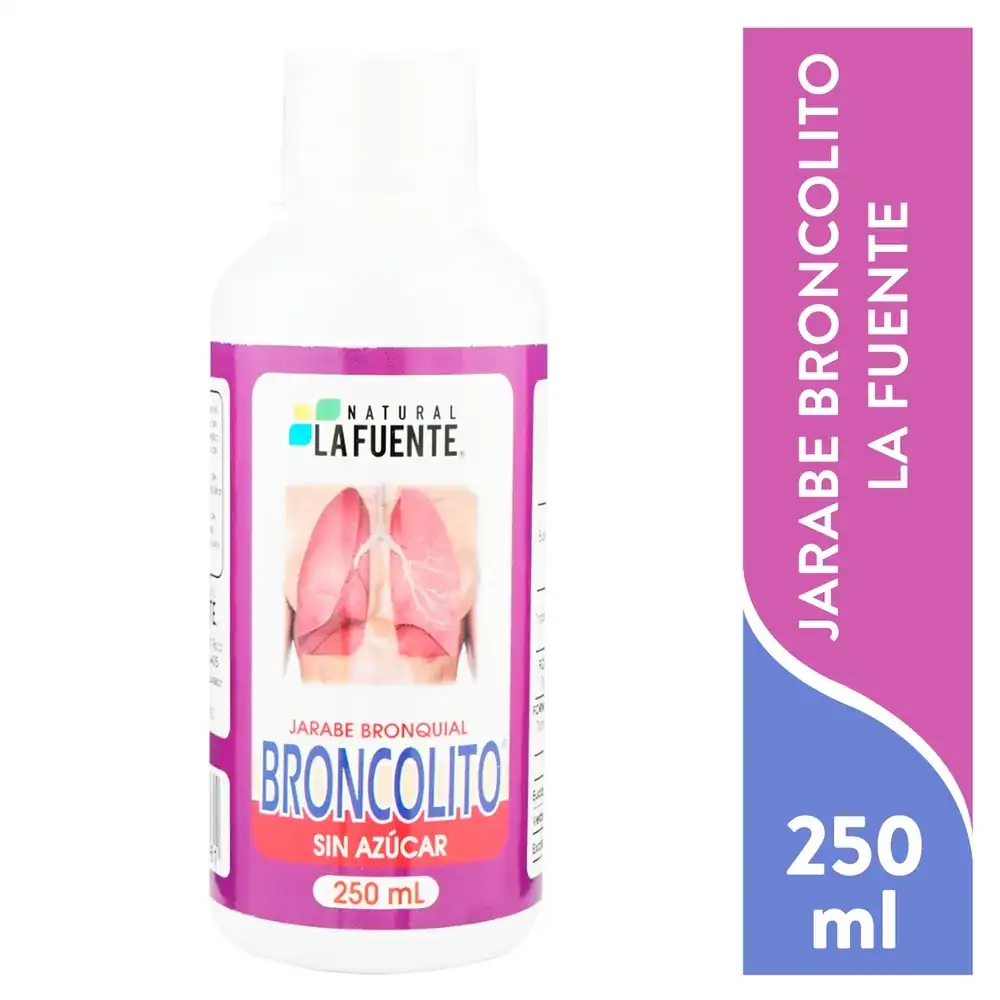 NATURAL
LAFUENTE
JARABE BRONQUIAL
BRONCOLITO
SIN AZÚCAR
250 mL
JARABE BRONCOLITO
LA FUENTE
250
ml